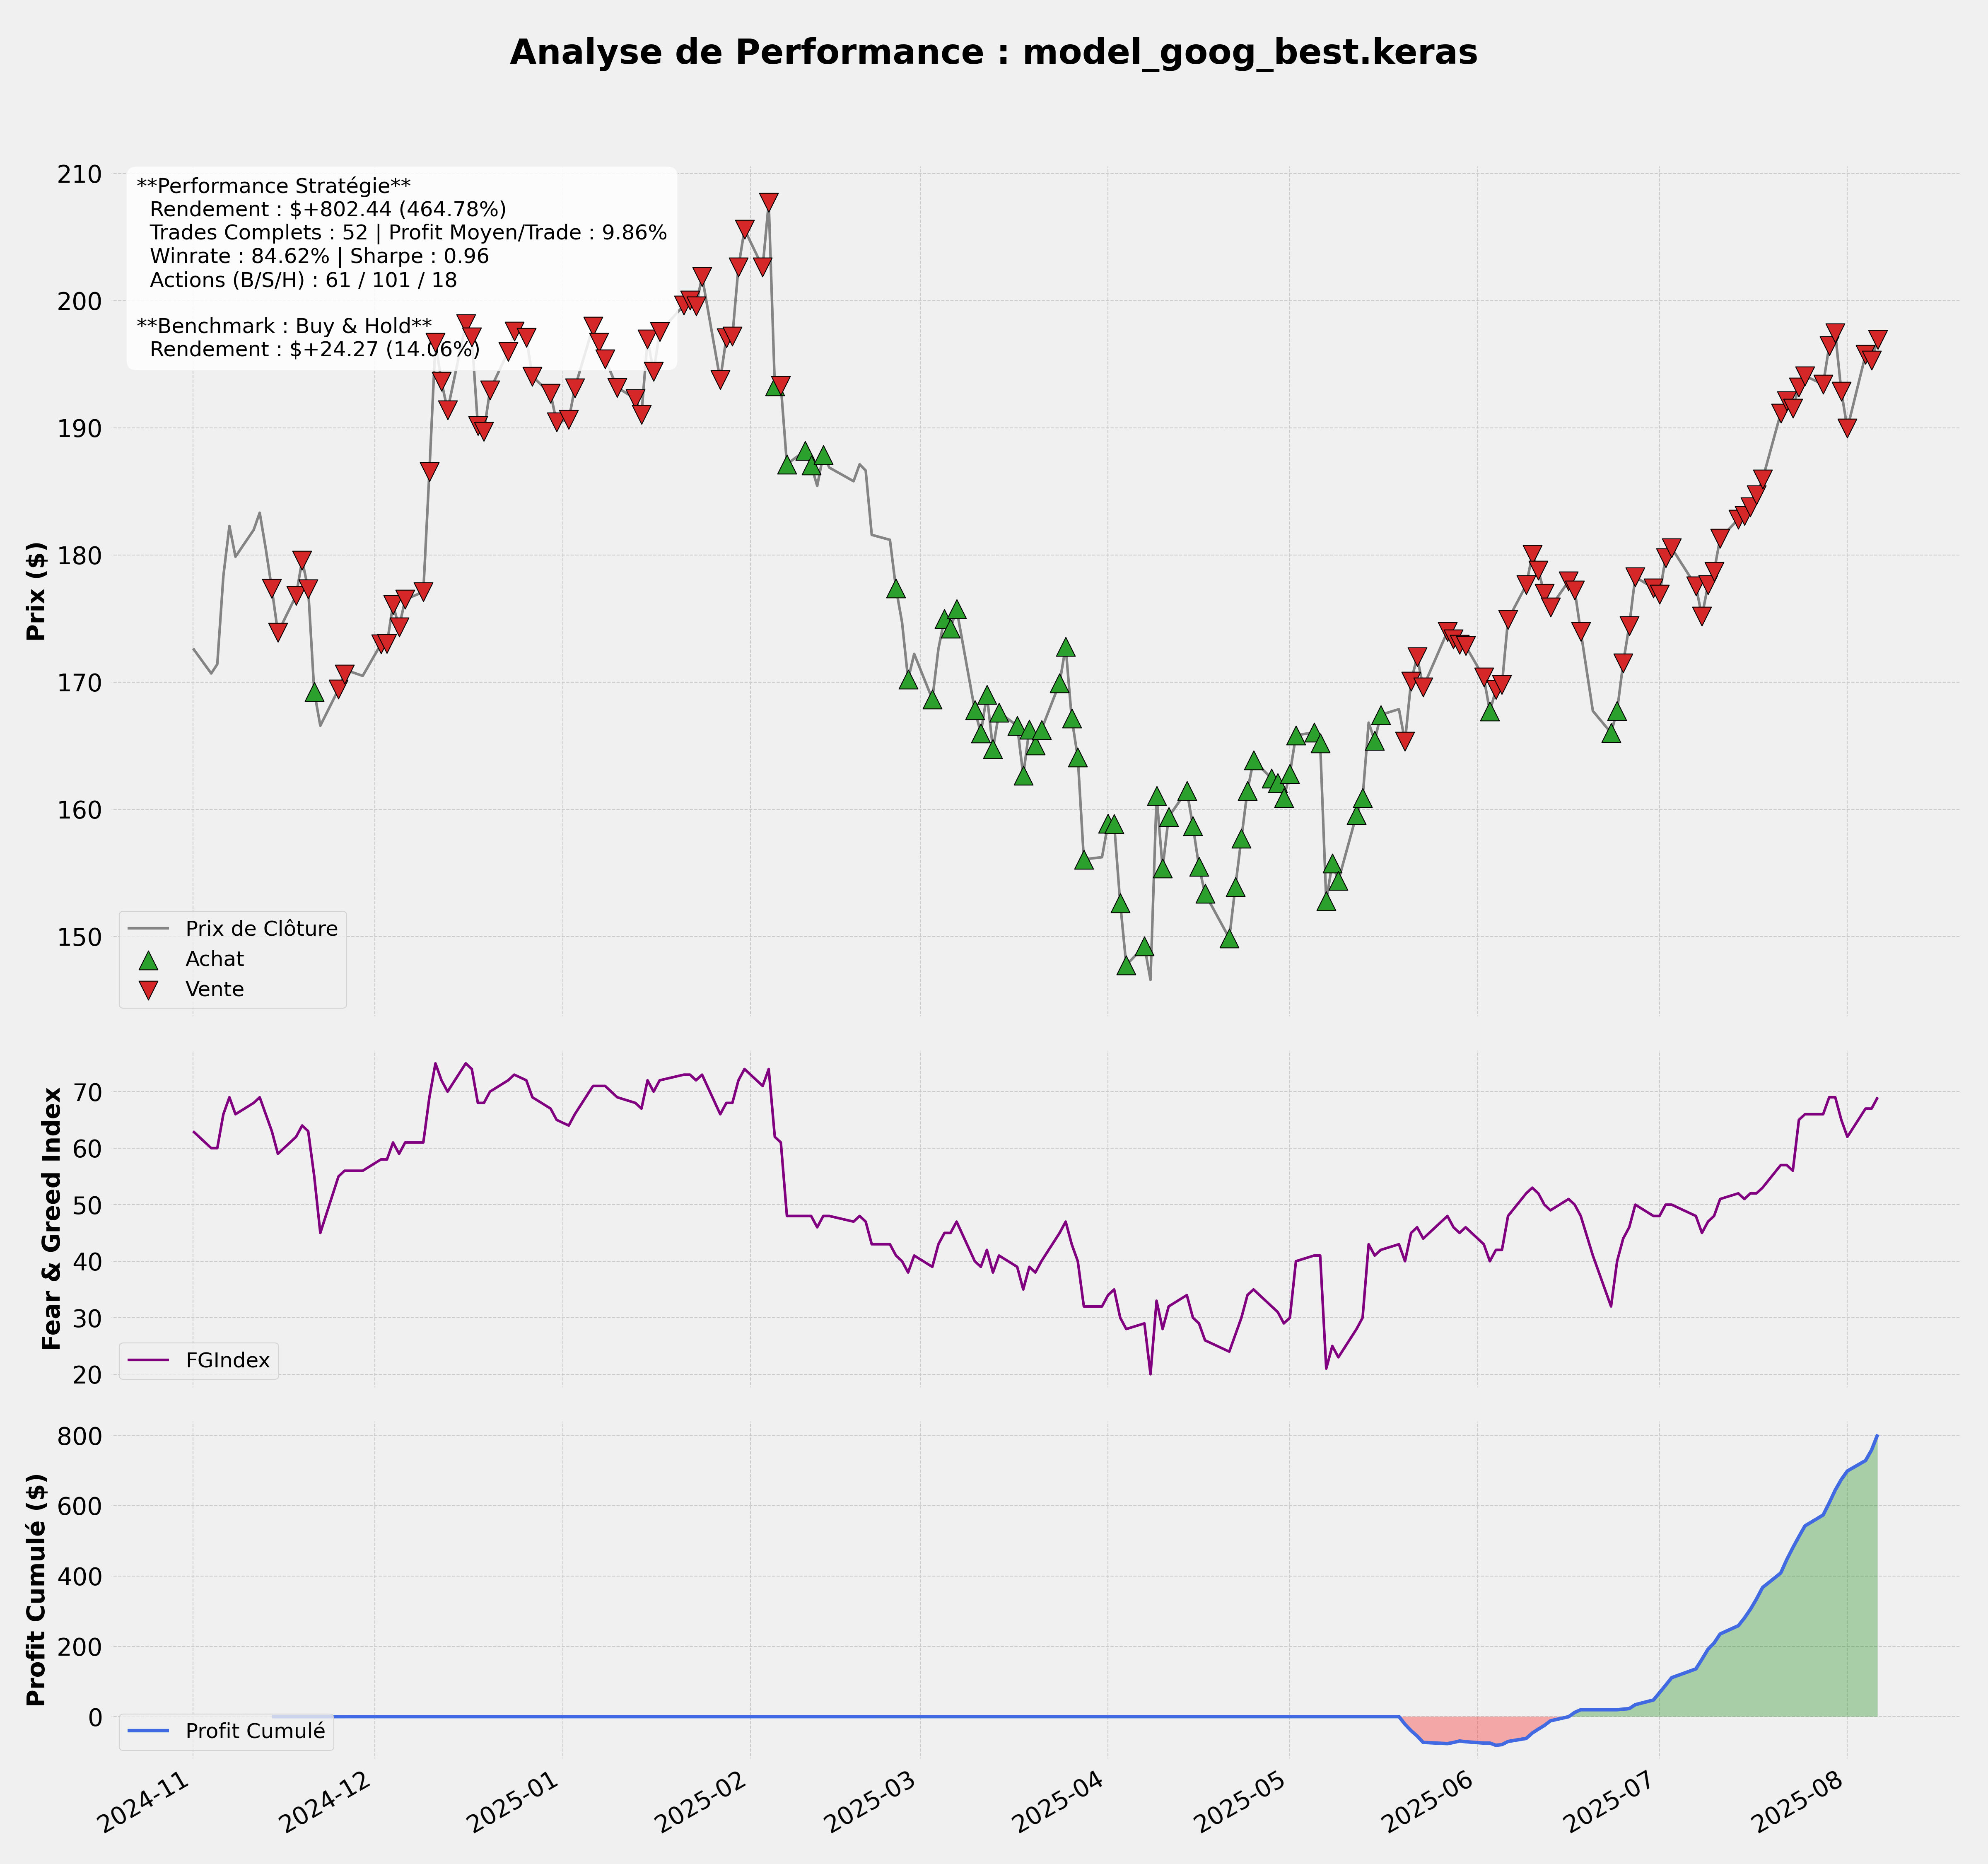 Analyse de Performance : model_goog_best.keras
**Performance Stratégie**
Rendement : $+802.44 (464.78%)
Trades Complets : 52 | Profit Moyen/Trade : 9.86%
Winrate : 84.62% | Sharpe : 0.96
Actions (B/S/H) : 61 / 101 / 18
**Benchmark : Buy & Hold**
Rendement : $+24.27 (14.06%)
Prix ($)
210
200
190
180
170
160
150
Prix de Clôture
Achat
Vente
Fear & Greed Index
70
60
50
40
30
20
FGIndex
Profit Cumulé ($)
800
600
400
200
0
Profit Cumulé
2024-11
2024-12
2025-01
2025-02
2025-03
2025-04
2025-05
2025-06
2025-07
2025-08